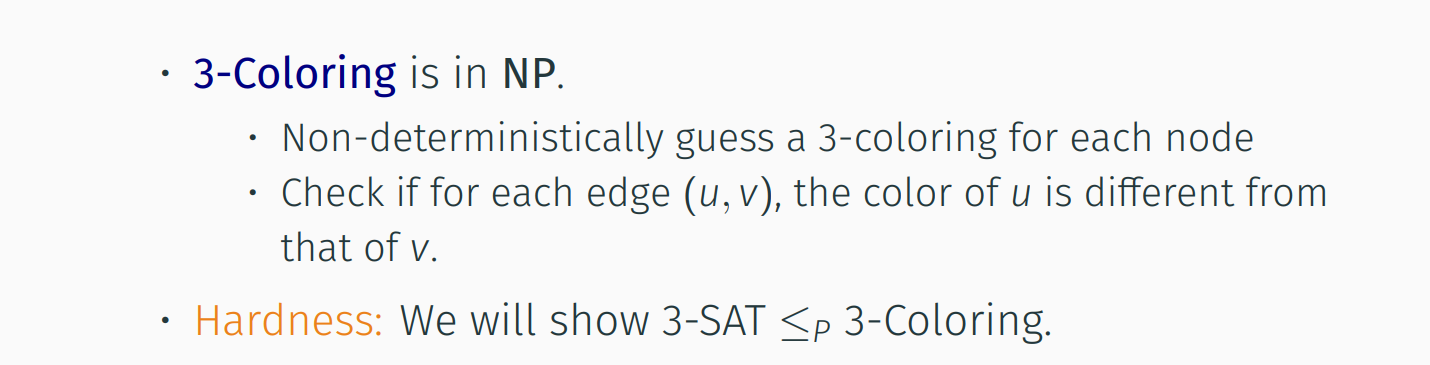 • 3-Coloring is in NP.
• Non-deterministically guess a 3-coloring for each node
• Check if for each edge (u, v), the color of u is different from
that of v.
• Hardness: We will show 3-SAT ≤P 3-Coloring.